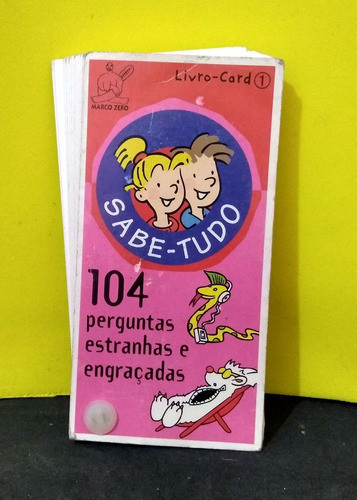 Livro-Card 1
MARCO ZERO
SABE-TUDO
104
perguntas
estranhas e
engraçadas